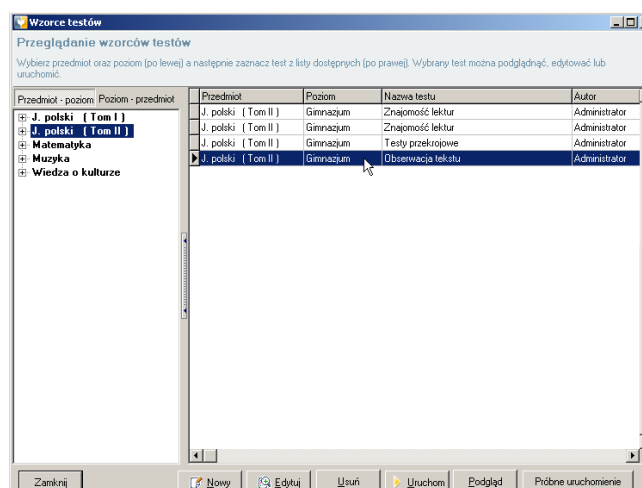 Wzorce testów
Przeglądanie wzorców testów
Wybierz przedmiot oraz poziom (po lewej) a następnie zaznacz test z listy dostępnych (po prawej). Wybrany test można podglądnąć, edytować lub
uruchomić.
Przedmiot - poziom Poziom - przedmiot
J. polski ( Tom I )
J. polski ( Tom II )
Matematyka
Muzyka
Wiedza o kulturze
Przedmiot Poziom Nazwa testu Autor
J. polski ( Tom II ) Gimnazjum Znajomość lektur Administrator
J. polski ( Tom II ) Gimnazjum Znajomość lektur Administrator
J. polski ( Tom II ) Gimnazjum Testy przekrojowe Administrator
J. polski ( Tom II ) Gimnazjum Obserwacja tekstu Administrator
Zamknij Nowy Edytuj Usuń Uruchom Podgląd Próbne uruchomienie